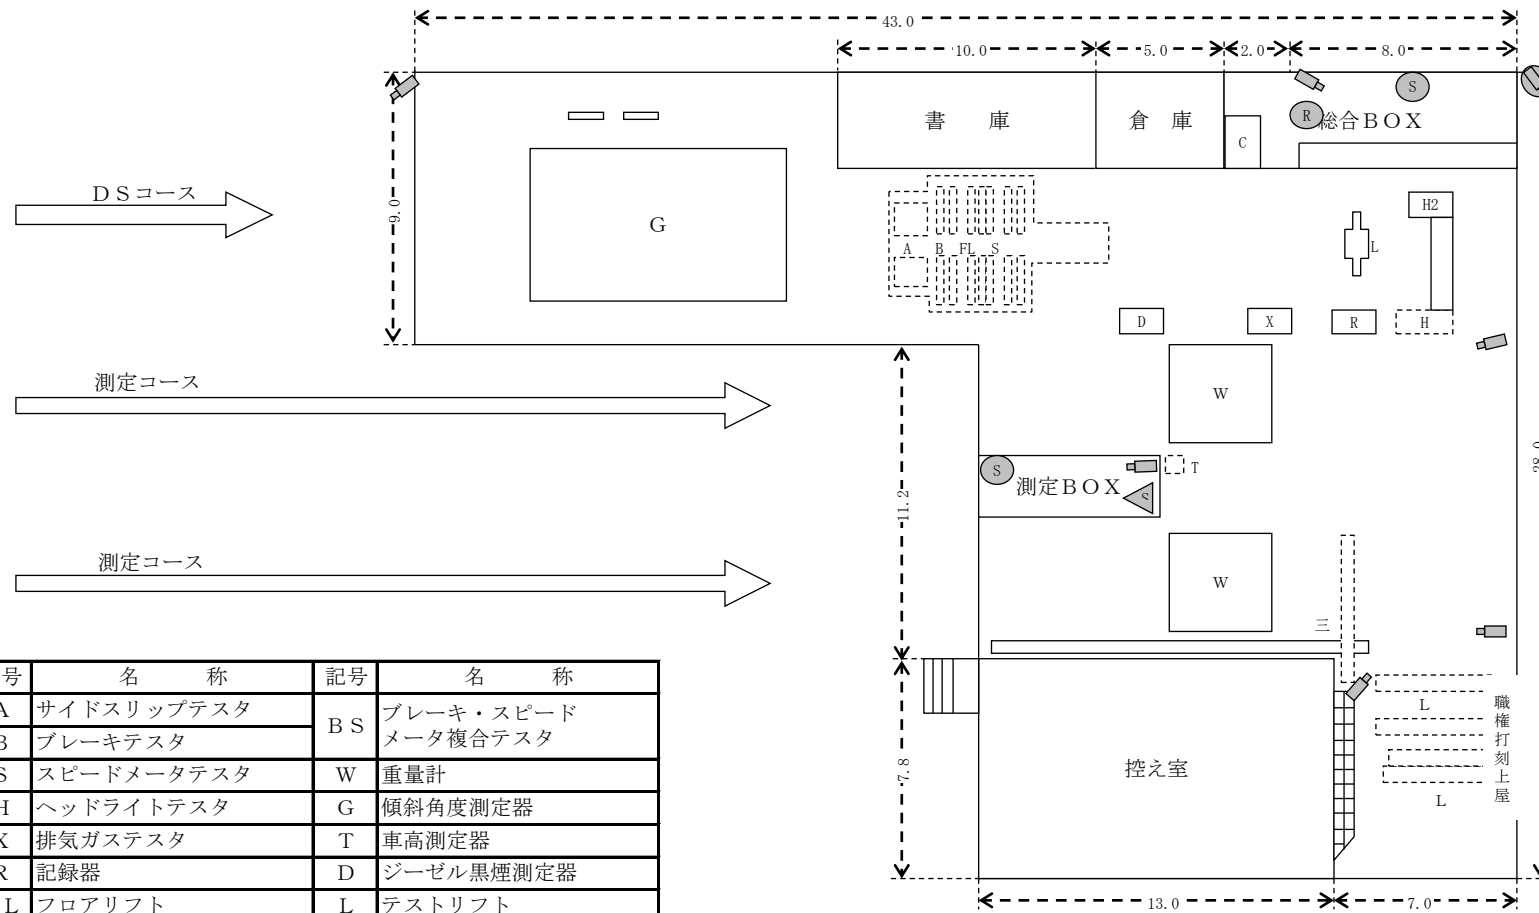 43.0
10.0
5.0
2.0
8.0
書 庫
倉 庫
C
R
S
総合BOX
DSコース
9.0
G
A B FL S
H2
L
D
X
R
H
測定コース
W
11.2
S
測定BOX
S
T
28.0
測定コース
W
三
号 名 称 記号 名 称
A サイドスリップテスタ BS ブレーキ・スピード
メータ複合テスタ
B ブレーキテスタ
S スピードメータテスタ W 重量計
H ヘッドライトテスタ G 傾斜角度測定器
X 排気ガステスタ T 車高測定器
R 記録器 D ジーゼル黒煙測定器
L フロアリフト L テストリフト
7.8
控え室
L
L
職権打刻上屋
13.0
7.0